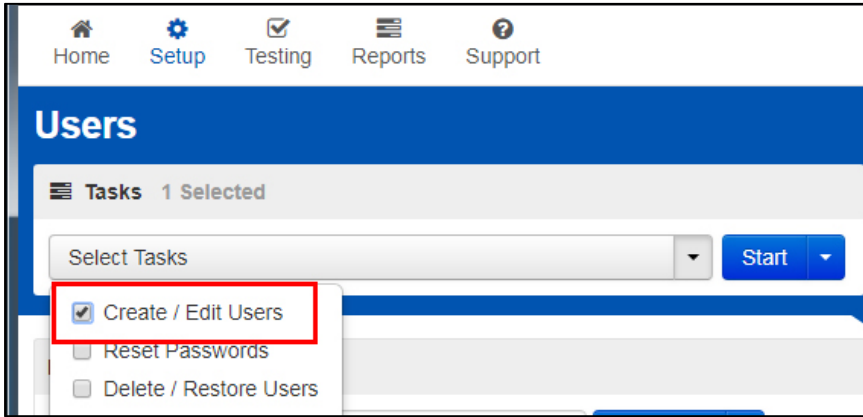 Home Setup Testing Reports Support
Users
Tasks 1 Selected
Select Tasks Start
Create / Edit Users
Reset Passwords
Delete / Restore Users